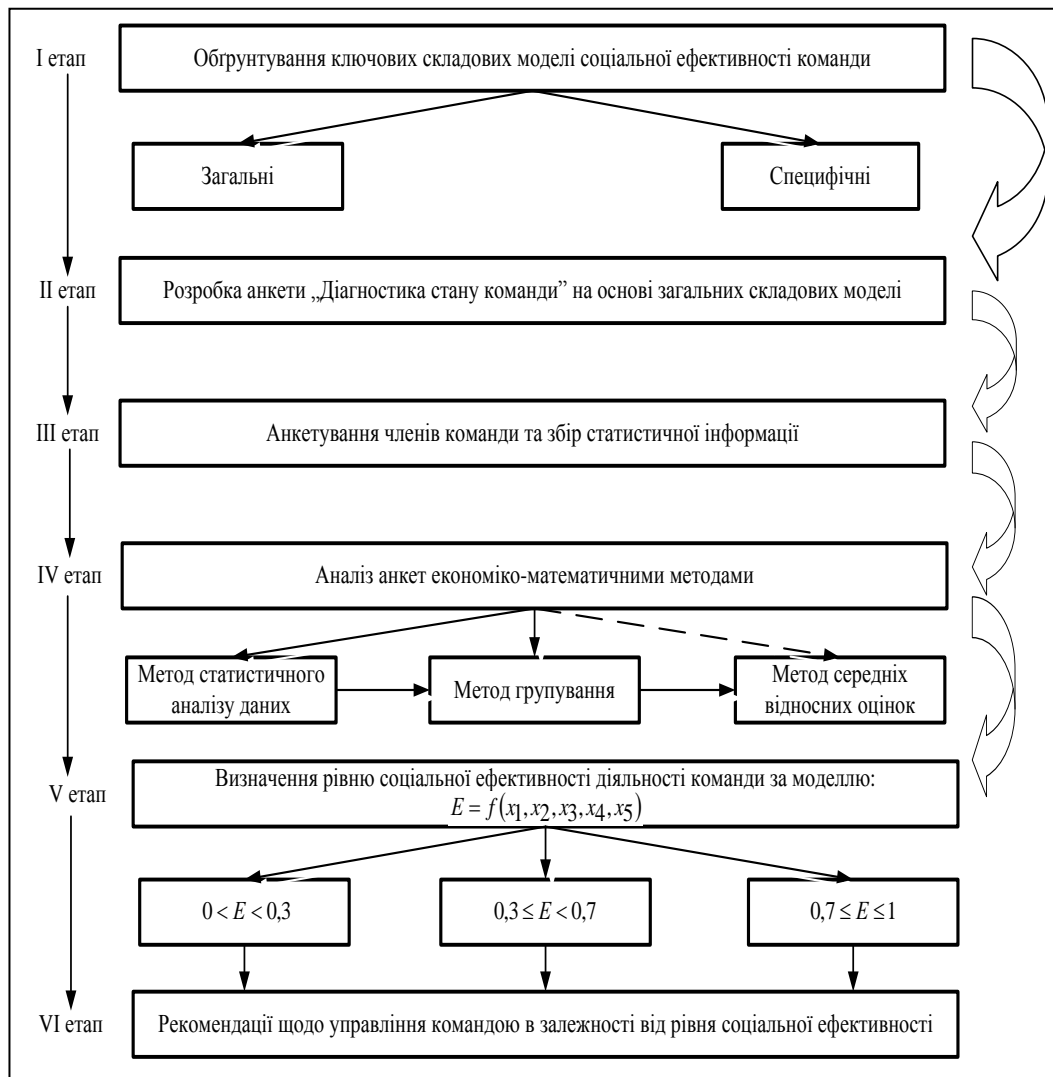 І етап
Обґрунтування ключових складових моделі соціальної ефективності команди
Загальні
Специфічні
ІІ етап
Розробка анкети „Діагностика стану команди” на основі загальних складових моделі
ІІІ етап
Анкетування членів команди та збір статистичної інформації
IV етап
Аналіз анкет економіко-математичними методами
Метод статистичного
аналізу даних
Метод групування
Метод середніх
відносних оцінок
V етап
Визначення рівню соціальної ефективності діяльності команди за моделлю:
E = f(x1, x2, x3, x4, x5)
0 < E < 0,3
0,3 ≤ E < 0,7
0,7 ≤ E ≤ 1
VI етап
Рекомендації щодо управління командою в залежності від рівня соціальної ефективності